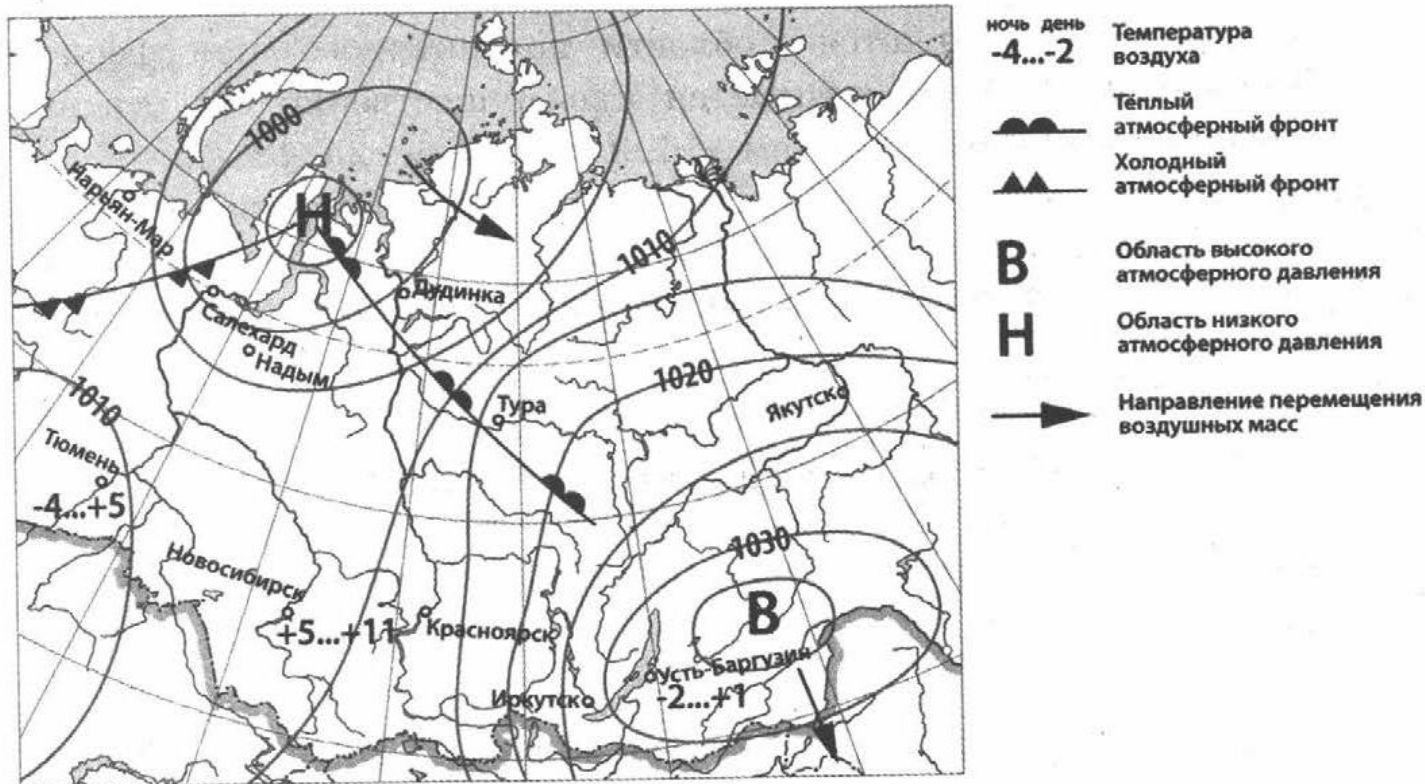 1000
Нарьян-Мар
Н
1010
Дудинка
Салехард
Надым
1020
1010
Якутск
Тура
Тюмень
-4...+5
1030
Новосибирск
В
+5...+11
Красноярск
Усть-Баргузин
-2...+1
Иркутск
ночь день
-4...-2
Температура
воздуха
Тёплый
атмосферный фронт
Холодный
атмосферный фронт
В
Область высокого
атмосферного давления
Н
Область низкого
атмосферного давления
Направление перемещения
воздушных масс